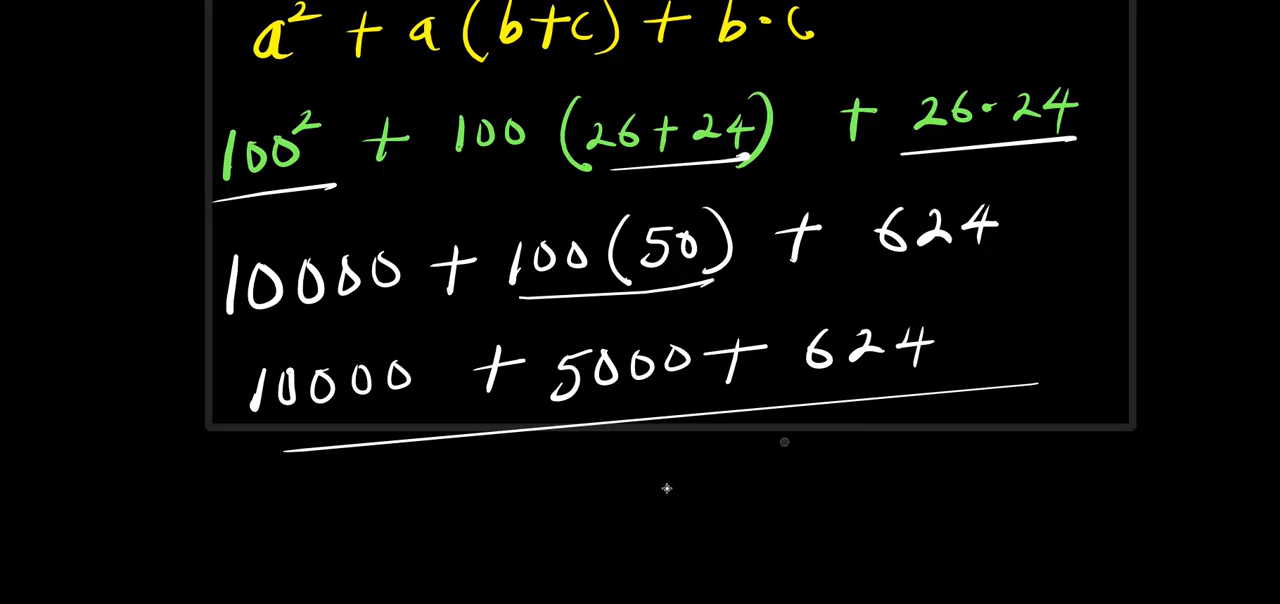 a² + a (b+c) + b·c
100² + 100 (26+24) + 26·24
10000 + 100 (50) + 624
10000 + 5000 + 624